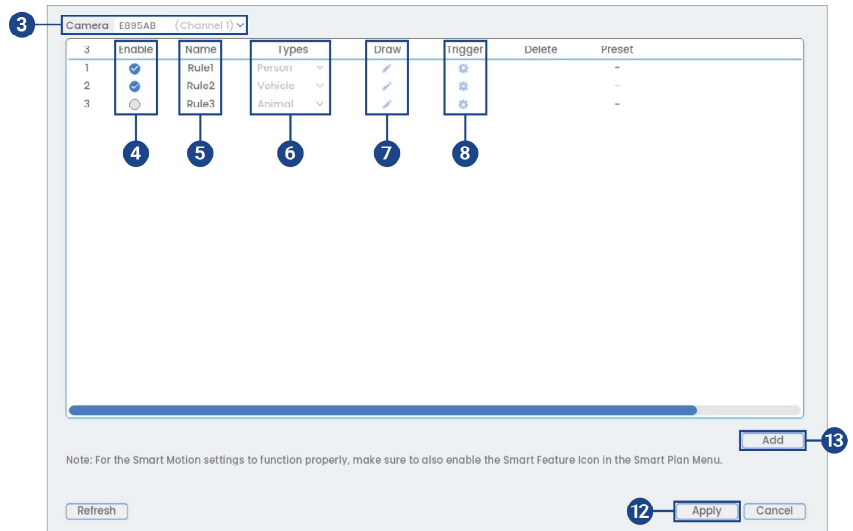 3 Camera E895AB (Channel 1)
3 Enable Name Types Draw Trigger Delete Preset
1 Rule1 Person -
2 Rule2 Vehicle -
3 Rule3 Animal -
4 5 6 7 8
Add 13
Note: For the Smart Motion settings to function properly, make sure to also enable the Smart Feature Icon in the Smart Plan Menu.
Refresh 12 Apply Cancel